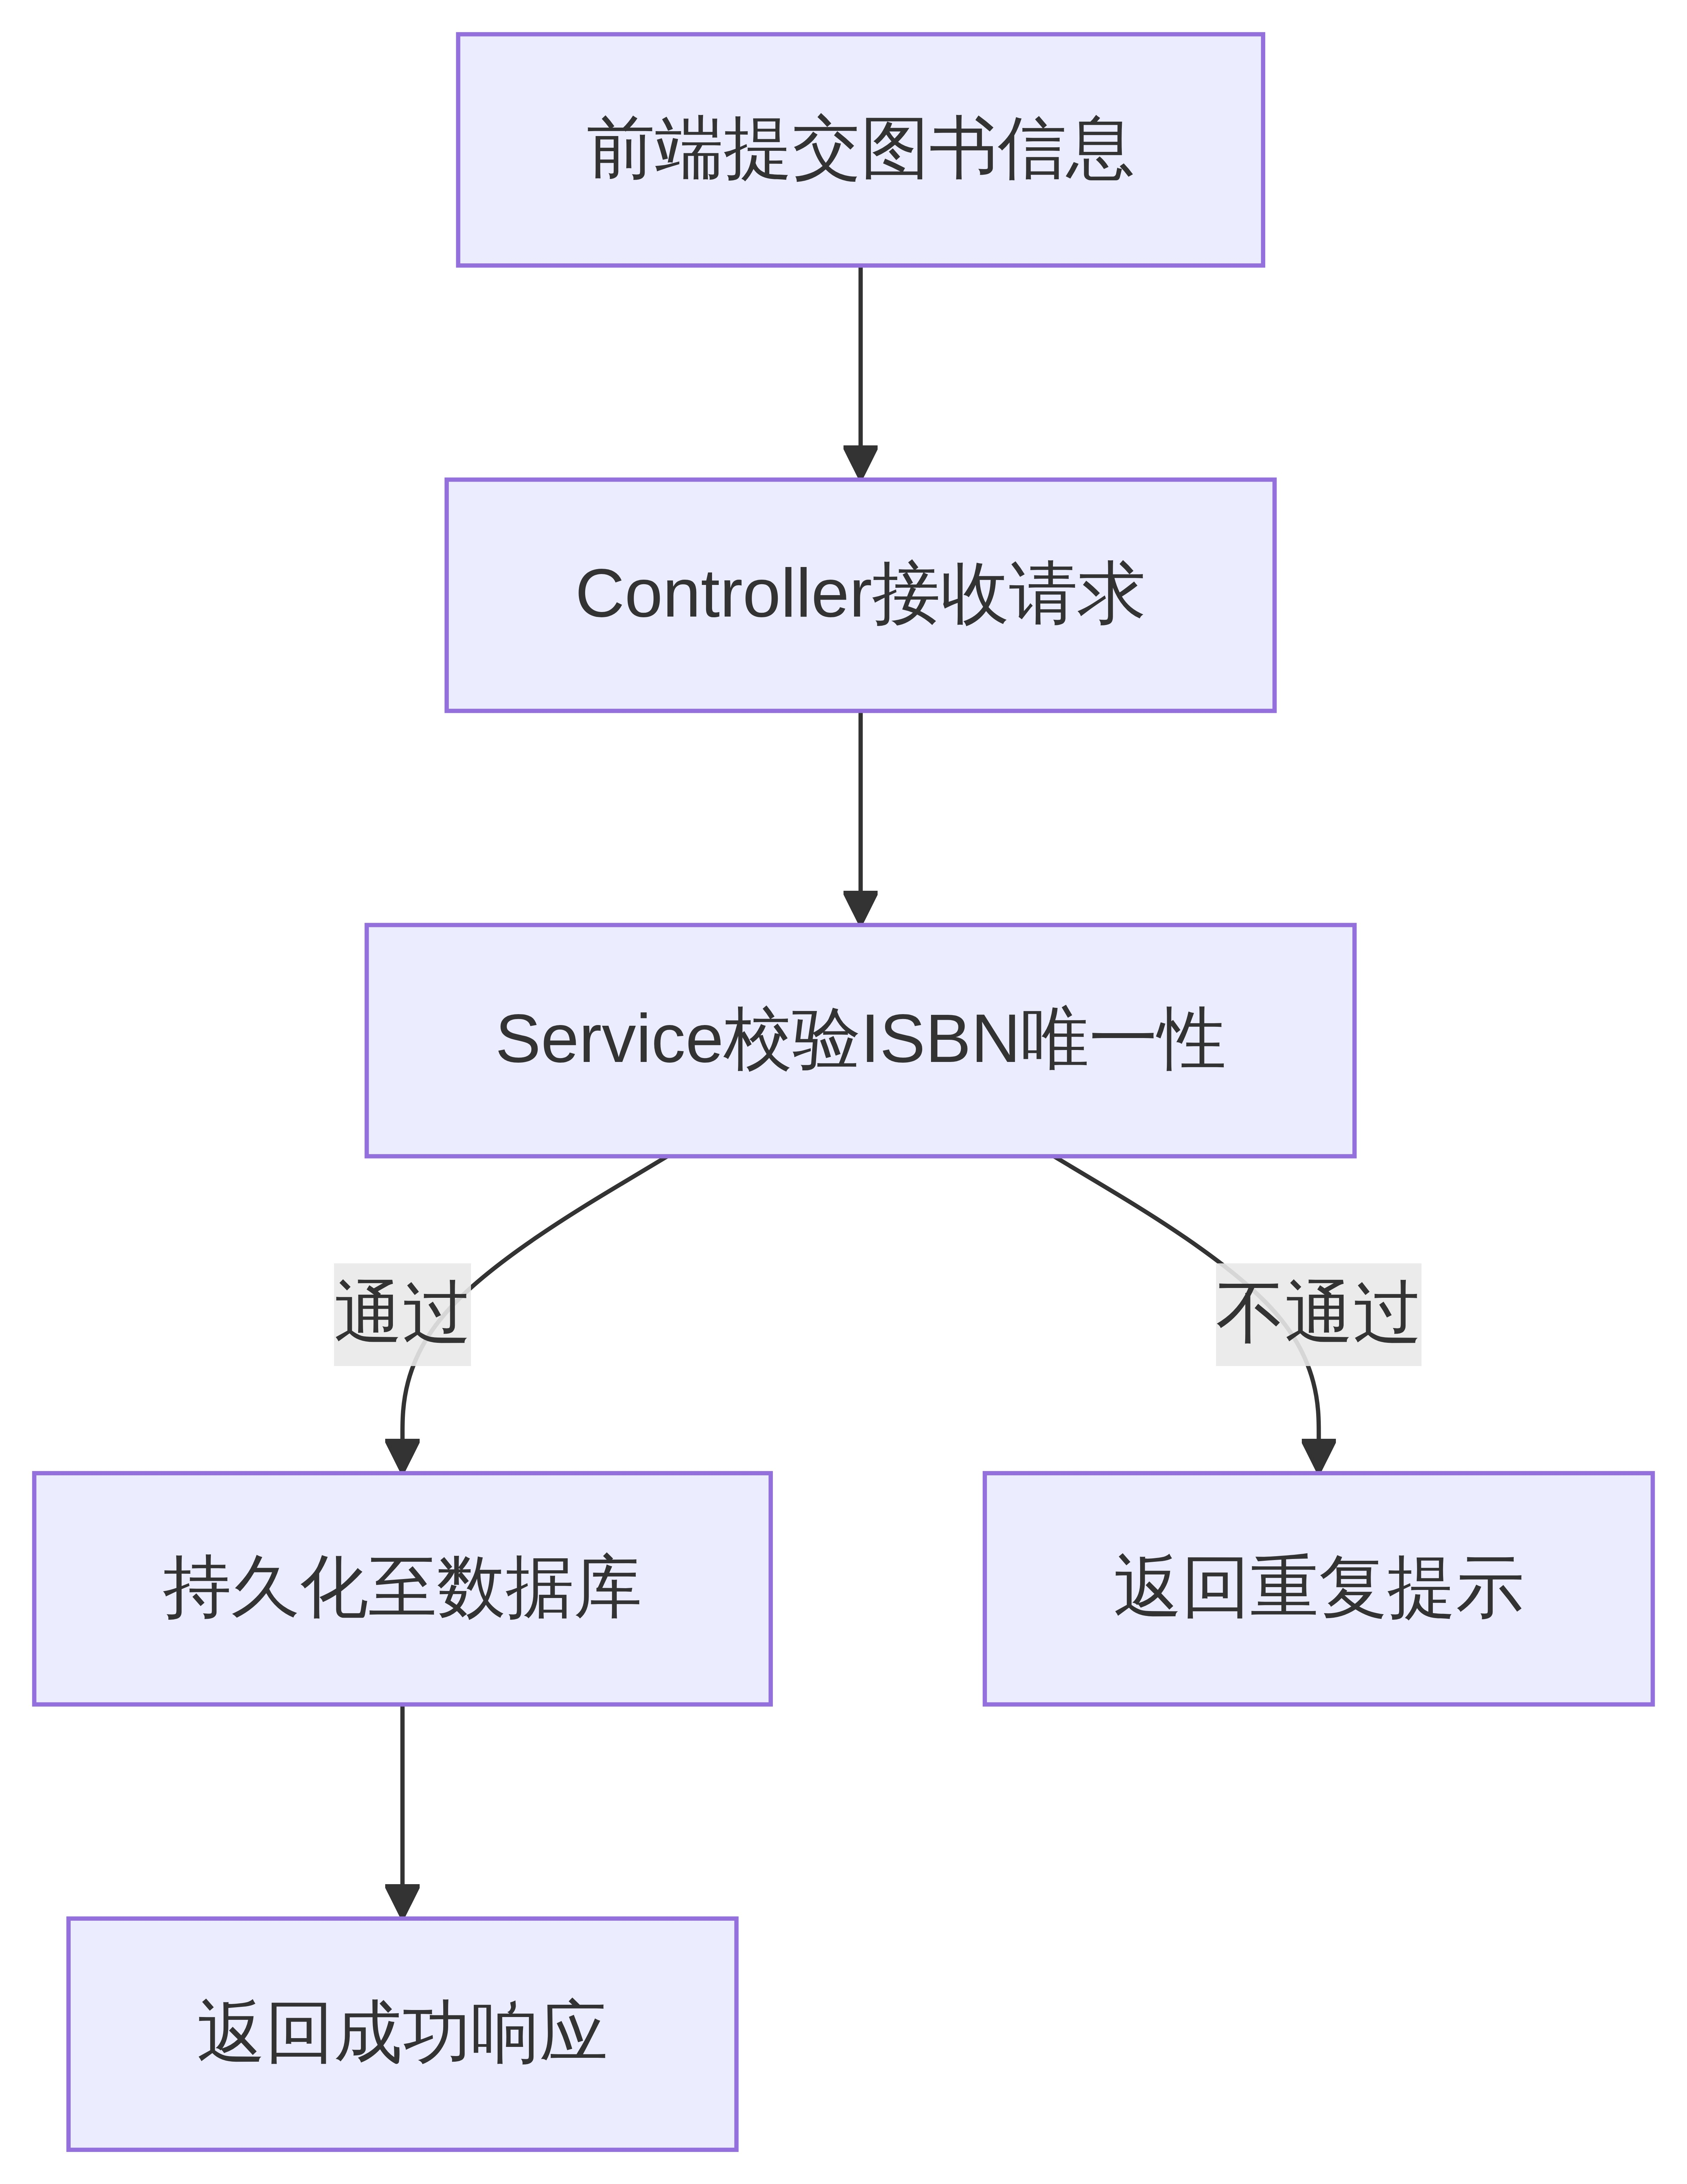 前端提交图书信息
Controller接收请求
Service校验ISBN唯一性
通过
不通过
持久化至数据库
返回重复提示
返回成功响应